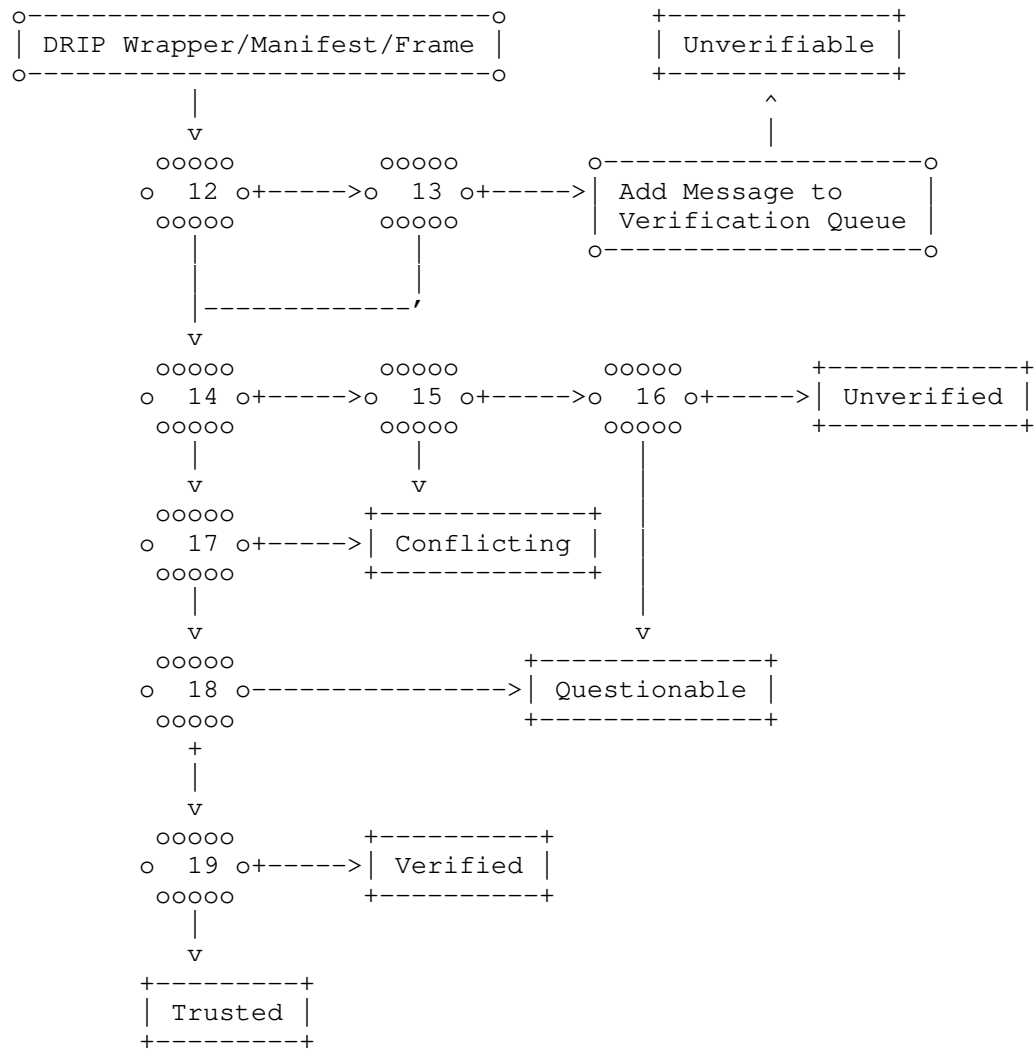 DRIP Wrapper/Manifest/Frame
Unverifiable
12
13
Add Message to
Verification Queue
14
15
16
Unverified
17
Conflicting
18
Questionable
19
Verified
Trusted